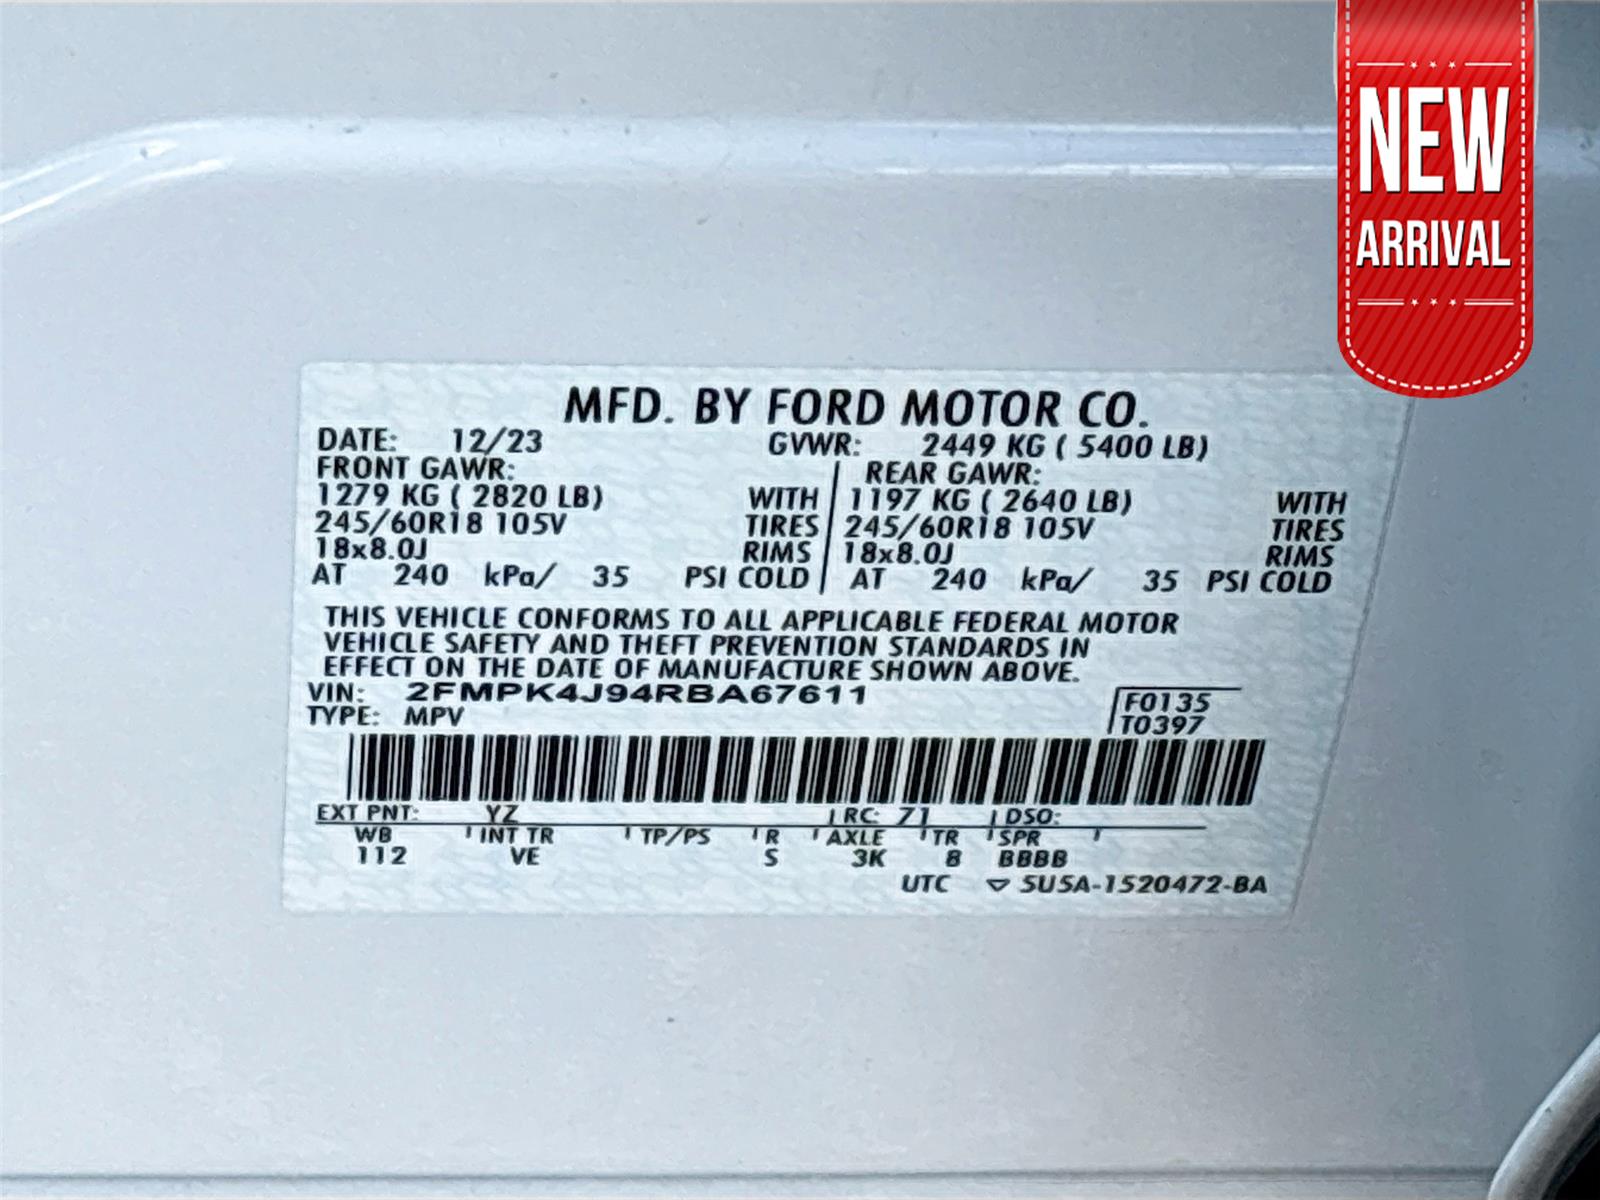 NEW
ARRIVAL
MFD. BY FORD MOTOR CO.
DATE: 12/23 GVWR: 2449 KG ( 5400 LB)
FRONT GAWR: REAR GAWR:
1279 KG ( 2820 LB) WITH 1197 KG ( 2640 LB) WITH
245/60R18 105V TIRES 245/60R18 105V TIRES
18x8.0J RIMS 18x8.0J RIMS
AT 240 kPa/ 35 PSI COLD AT 240 kPa/ 35 PSI COLD
THIS VEHICLE CONFORMS TO ALL APPLICABLE FEDERAL MOTOR
VEHICLE SAFETY AND THEFT PREVENTION STANDARDS IN
EFFECT ON THE DATE OF MANUFACTURE SHOWN ABOVE.
VIN: 2FMPK4J94RBA67611 F0135
TYPE: MPV T0397
EXT PNT: YZ RC: 71 DSO:
WB INT TR TP/PS R AXLE TR SPR
112 VE S 3K 8 BBBB
UTC ▽ 5U5A-1520472-BA